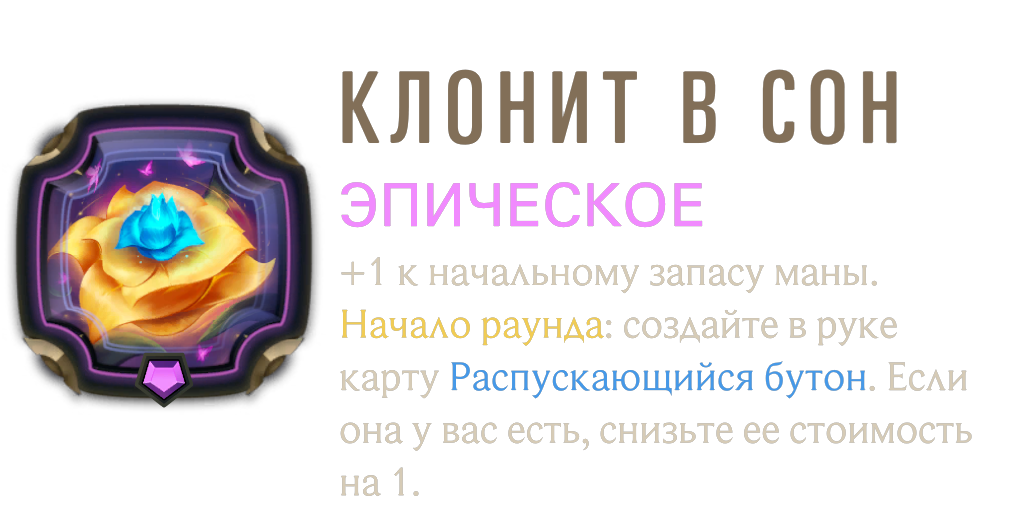 КЛОНИТ В СОН
ЭПИЧЕСКОЕ
+1 к начальному запасу маны.
Начало раунда: создайте в руке
карту Распускающийся бутон. Если
она у вас есть, снизьте ее стоимость
на 1.